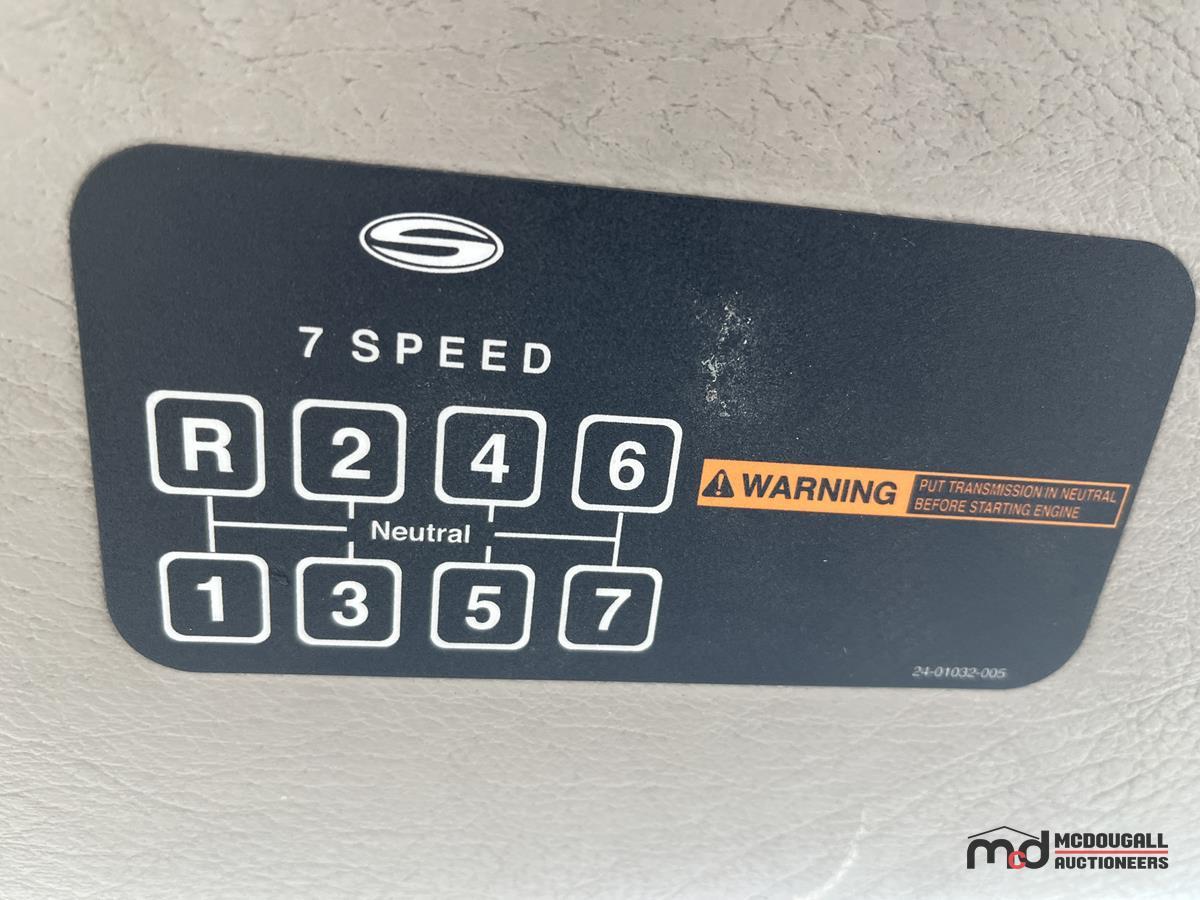 S
7 SPEED
R 2 4 6
Neutral
1 3 5 7
WARNING
PUT TRANSMISSION IN NEUTRAL
BEFORE STARTING ENGINE
24-01032-005
mcd
MCDOUGALL
AUCTIONEERS